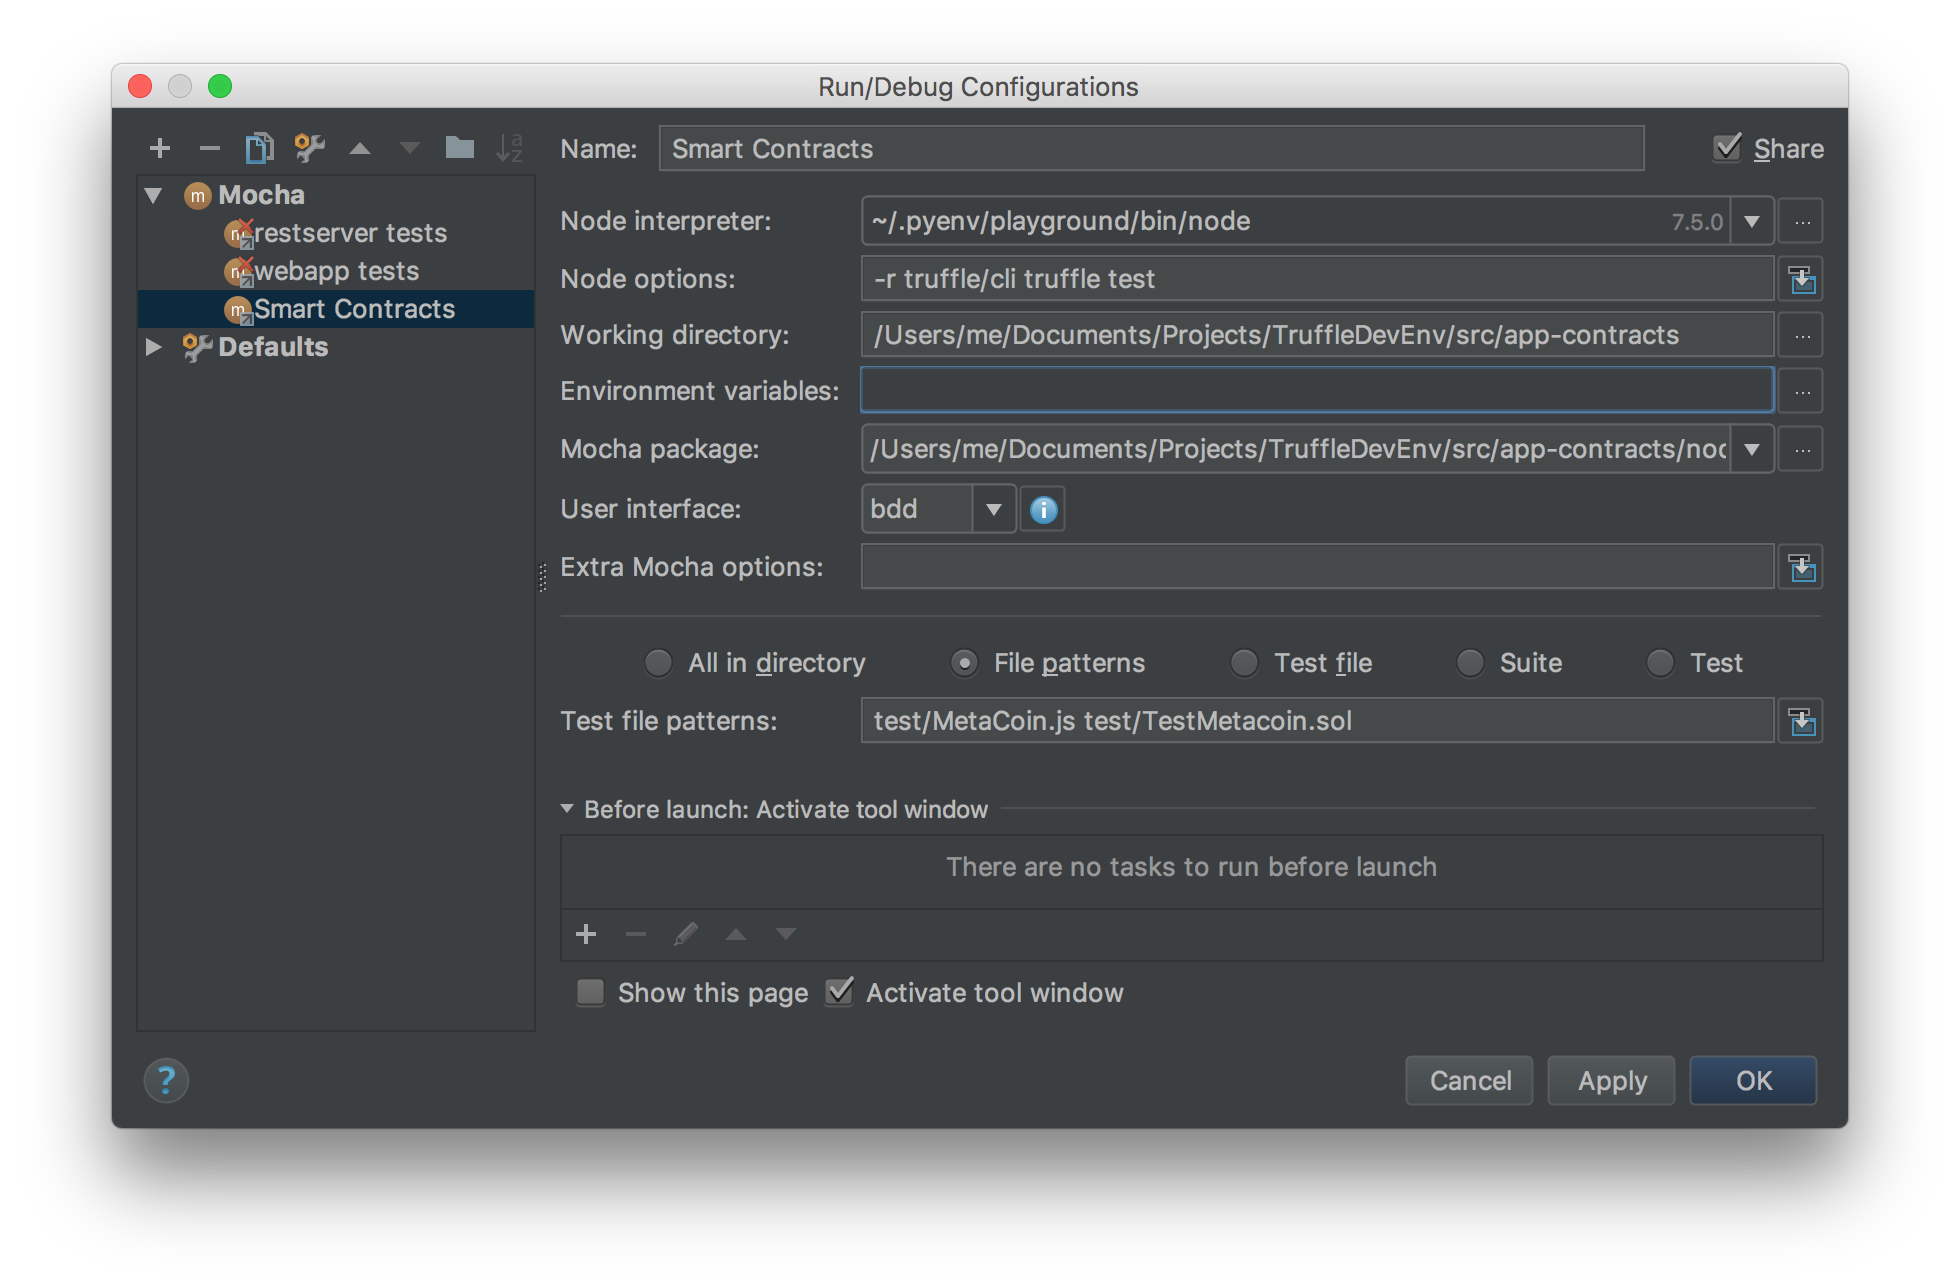 Run/Debug Configurations
Name: Smart Contracts Share
Mocha
restserver tests
webapp tests
Smart Contracts
Defaults
Node interpreter: ~/.pyenv/playground/bin/node 7.5.0
Node options: -r truffle/cli truffle test
Working directory: /Users/me/Documents/Projects/TruffleDevEnv/src/app-contracts
Environment variables:
Mocha package: /Users/me/Documents/Projects/TruffleDevEnv/src/app-contracts/nod
User interface: bdd
Extra Mocha options:
All in directory File patterns Test file Suite Test
Test file patterns: test/MetaCoin.js test/TestMetacoin.sol
Before launch: Activate tool window
There are no tasks to run before launch
Show this page Activate tool window
? Cancel Apply OK